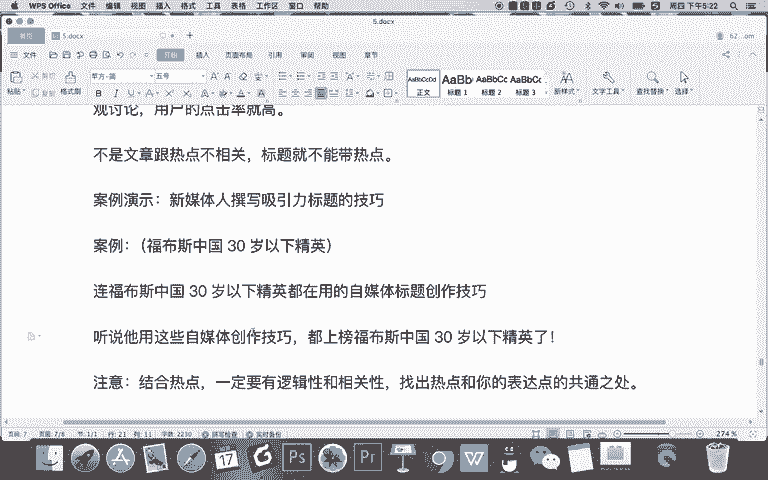 WPS Office 文件 编辑 视图 插入 格式 工具 表格 工作区 窗口 帮助
周四 下午5:22
5.docx
首页 5.docx
文件 开始 插入 页面布局 引用 审阅 视图 章节
粘贴 剪切 复制 格式刷 五号
AaBbCcDd AaBb AaBbCc AaBbC
正文 标题 1 标题 2 标题 3 新样式 文字工具 查找替换 选择
观讨论，用户的点击率就高。
不是文章跟热点不相关，标题就不能带热点。
案例演示：新媒体人撰写吸引力标题的技巧
案例：（福布斯中国 30 岁以下精英）
连福布斯中国 30 岁以下精英都在用的自媒体标题创作技巧
听说他用这些自媒体创作技巧，都上榜福布斯中国 30 岁以下精英了！
注意：结合热点，一定要有逻辑性和相关性，找出热点和你的表达点的共通之处。
页码: 7 页面: 7/8 节: 1/1 行: 21 列: 11 字数: 2230 拼写检查 实时备份 274 %
17
Ps
Pr